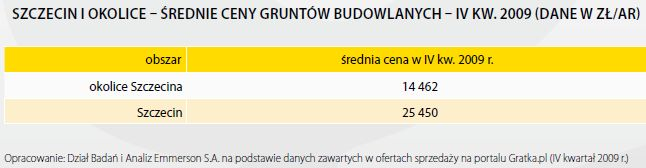 SZCZECIN I OKOLICE – ŚREDNIE CENY GRUNTÓW BUDOWLANYCH – IV KW. 2009 (DANE W ZŁ/AR)
obszar średnia cena w IV kw. 2009 r.
okolice Szczecina 14 462
Szczecin 25 450
Opracowanie: Dział Badań i Analiz Emmerson S.A. na podstawie danych zawartych w ofertach sprzedaży na portalu Gratka.pl (IV kwartał 2009 r.)